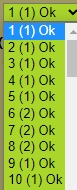 1 (1) Ok
1 (1) Ok
2 (1) Ok
3 (1) Ok
4 (1) Ok
5 (1) Ok
6 (2) Ok
7 (2) Ok
8 (2) Ok
9 (1) Ok
10 (1) Ok